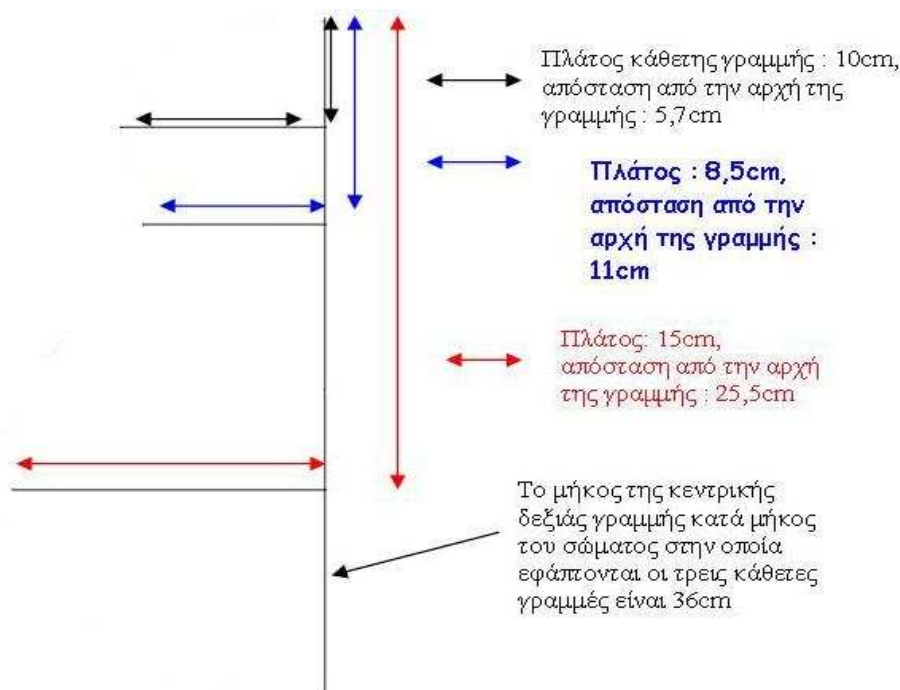 Πλάτος κάθετης γραμμής : 10cm,
απόσταση από την αρχή της
γραμμής : 5,7cm
Πλάτος : 8,5cm,
απόσταση από την
αρχή της γραμμής :
11cm
Πλάτος: 15cm,
απόσταση από την αρχή
της γραμμής : 25,5cm
Το μήκος της κεντρικής
δεξιάς γραμμής κατά μήκος
του σώματος στην οποία
εφάπτονται οι τρεις κάθετες
γραμμές είναι 36cm